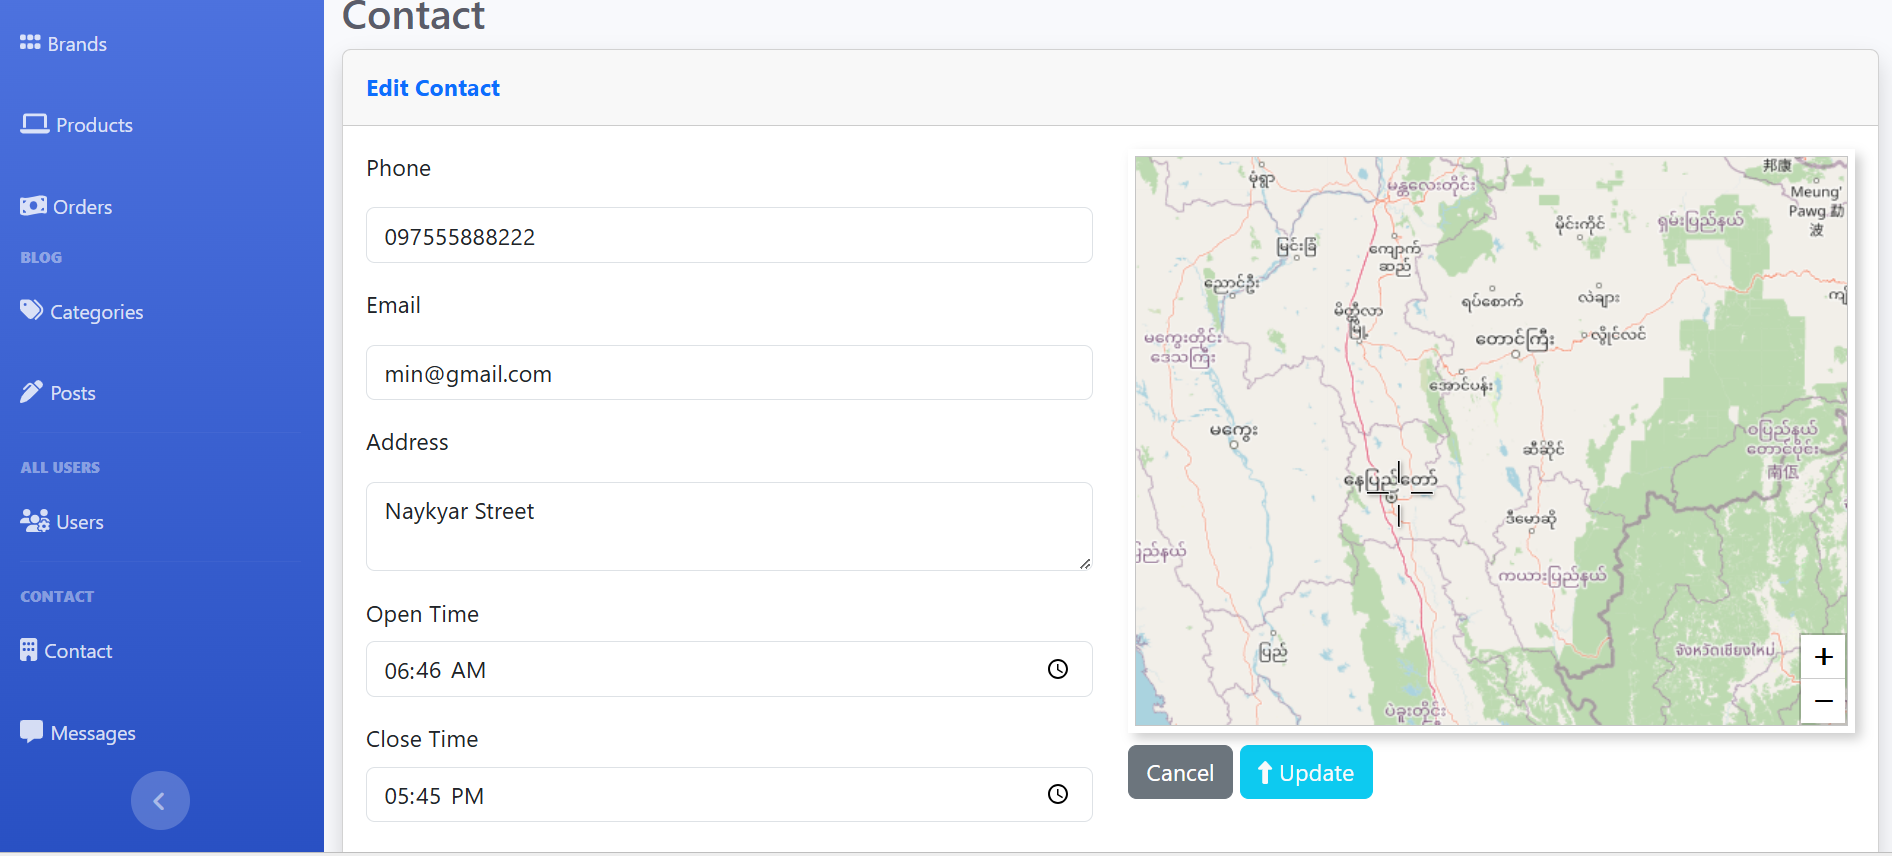 Brands
Products
Orders
BLOG
Categories
Posts
ALL USERS
Users
CONTACT
Contact
Messages
Contact
Edit Contact
Phone
097555888222
Email
min@gmail.com
Address
Naykyar Street
Open Time
06:46 AM
Close Time
05:45 PM
မုံရွာ
မန္တလေးတိုင်း
邦康
Meung'
Pawg 勐
波
မိုင်းကိုင်
ရှမ်းပြည်နယ်
မြင်းခြံ
ကျောက်
ဆည်
ညောင်ဦး
ရပ်စောက်
လဲချား
မိတ္ထီလာ
မြို့
မကွေးတိုင်း
ဒေသကြီး
တောင်ကြီး
လွိုင်လင်
အောင်ပန်း
မကွေး
ဝပြည်နယ်
တောင်ပိုင်း
南佤
ဆီဆိုင်
နေပြည်တော်
ဒီမောဆို
ပြည်နယ်
ကယားပြည်နယ်
ပြည်
จังหวัดเชียงใหม่
ပဲခူးတိုင်း
+
−
Cancel
Update